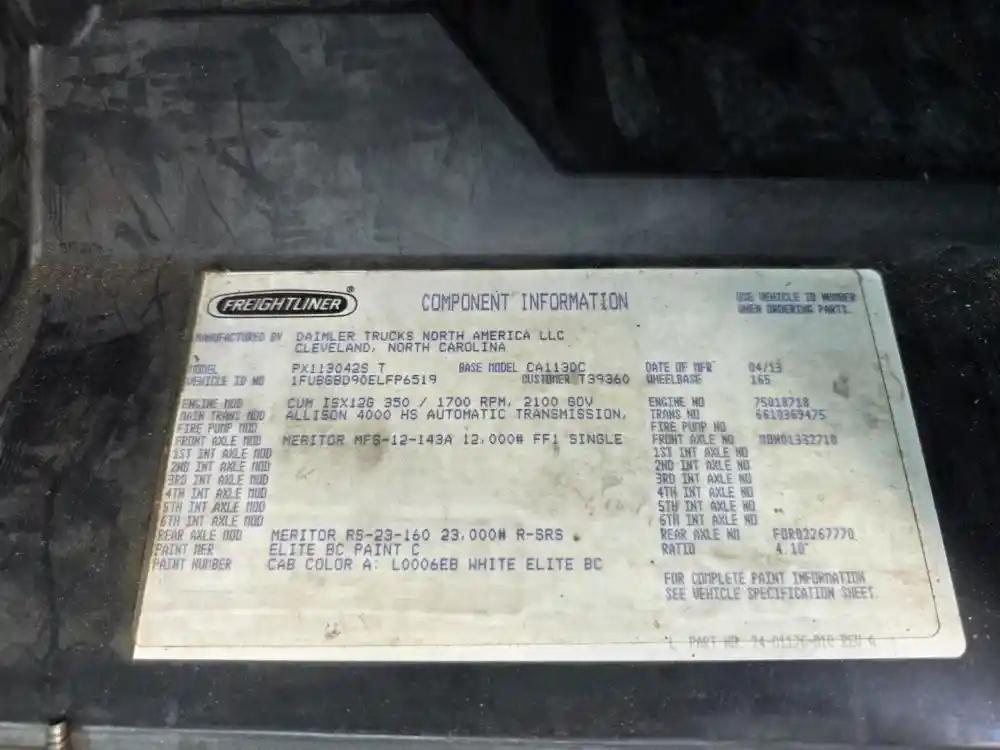 FREIGHTLINER ® COMPONENT INFORMATION
USE VEHICLE ID NUMBER
WHEN ORDERING PARTS.
MANUFACTURED BY DAIMLER TRUCKS NORTH AMERICA LLC
CLEVELAND, NORTH CAROLINA
MODEL PX113042S T BASE MODEL CA113DC DATE OF MFR 04/13
VEHICLE ID NO CUSTOMER T39360 WHEELBASE 165
ENGINE MOD CUM ISX12G 350 / 1700 RPM, 2100 GOV ENGINE NO 75018718
MAIN TRANS MOD ALLISON 4000 HS AUTOMATIC TRANSMISSION, TRANS NO 6610369475
FIRE PUMP MOD FIRE PUMP NO
FRONT AXLE MOD MERITOR MFS-12-143A 12,000# FF1 SINGLE FRONT AXLE NO
1ST INT AXLE MOD 1ST INT AXLE NO
2ND INT AXLE MOD 2ND INT AXLE NO
3RD INT AXLE MOD 3RD INT AXLE NO
4TH INT AXLE MOD 4TH INT AXLE NO
5TH INT AXLE MOD 5TH INT AXLE NO
6TH INT AXLE MOD 6TH INT AXLE NO
REAR AXLE MOD MERITOR RS-23-160 23,000# R-SRS REAR AXLE NO
PAINT MFR ELITE BC PAINT C RATIO 4.10
PAINT NUMBER CAB COLOR A: L0006EB WHITE ELITE BC
FOR COMPLETE PAINT INFORMATION
SEE VEHICLE SPECIFICATION SHEET.
PART NO.